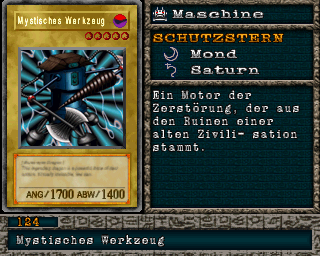 Mystisches Werkzeug
ANG/1700 ABW/1400
Maschine
SCHUTZSTERN
Mond
Saturn
Ein Motor der
Zerstörung, der aus
den Ruinen einer
alten Zivili- sation
stammt.
124
Mystisches Werkzeug